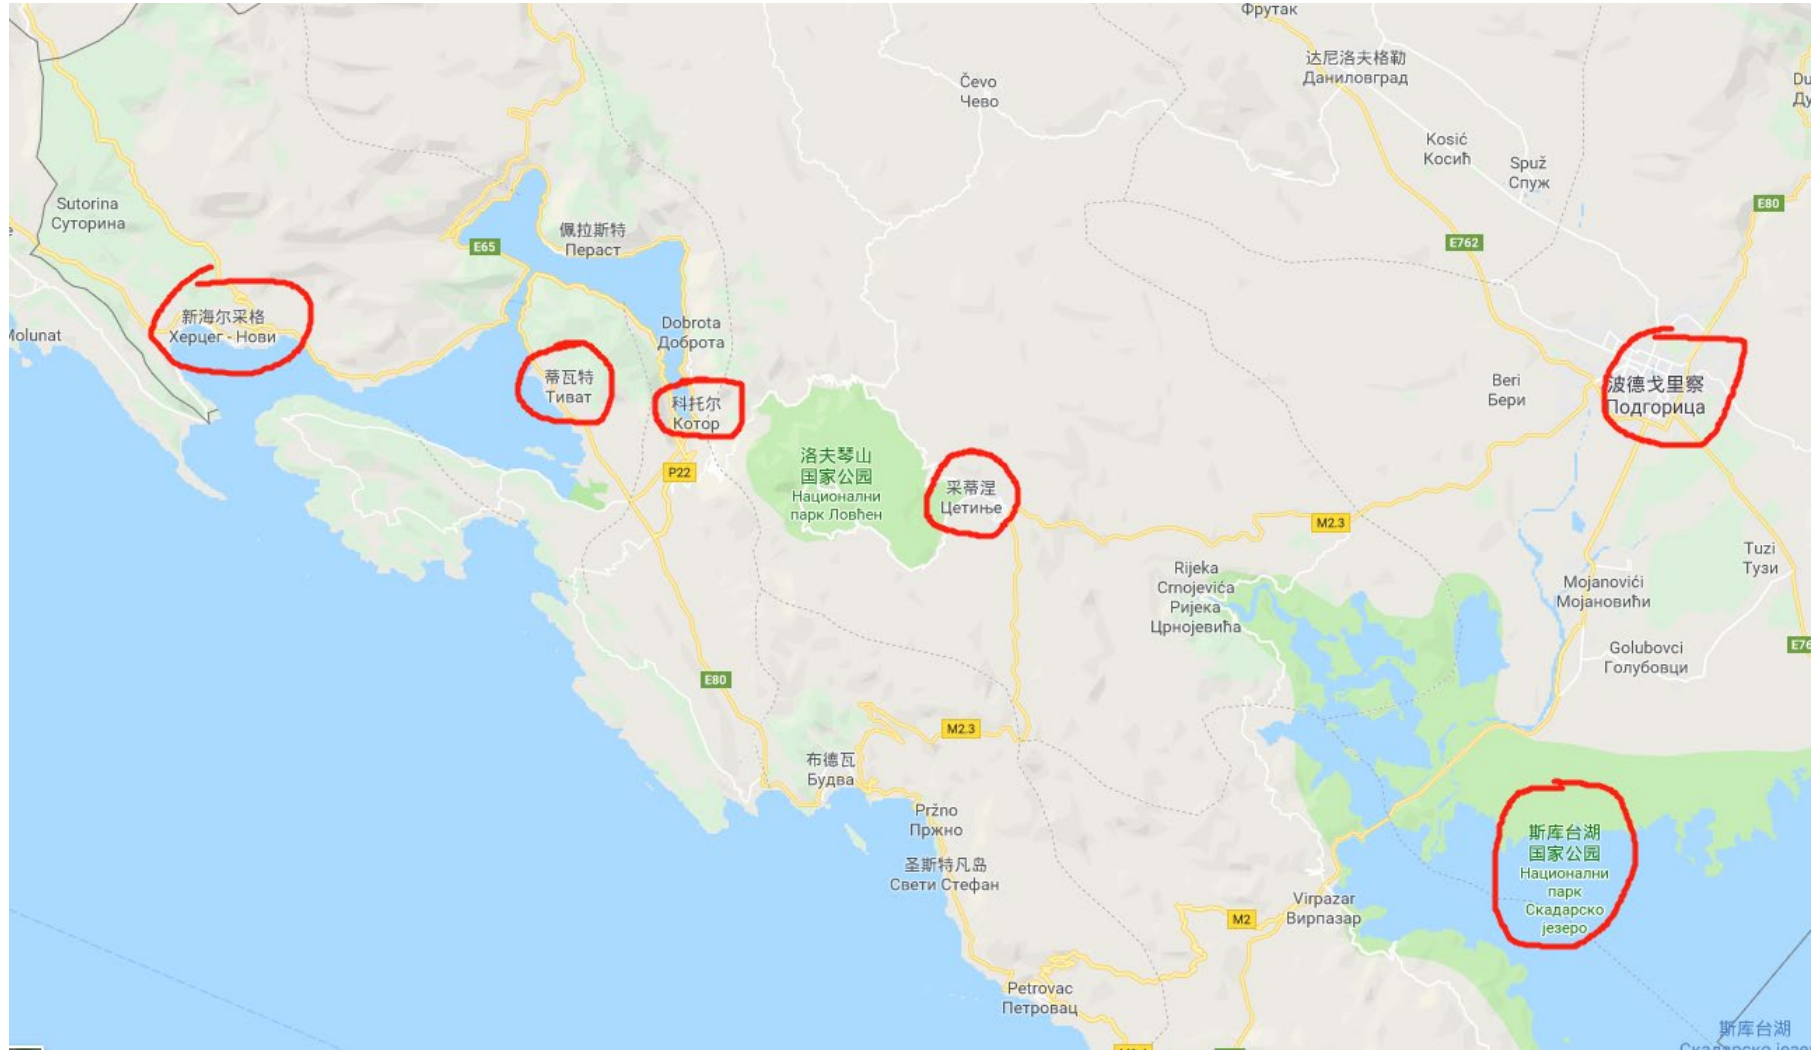 Фрутак
达尼洛夫格勒
Даниловград
Čevo
Чево
Kosić
Косић
Spuž
Спуж
Sutorina
Суторина
E80
佩拉斯特
Пераст
E65
E762
新海尔采格
Херцег - Нови
Molunat
Dobrota
Доброта
蒂瓦特
Тиват
科托尔
Котор
Beri
Бери
波德戈里察
Подгорица
P22
洛夫琴山
国家公园
Национални
парк Ловћен
采蒂涅
Цетиње
M2.3
Tuzi
Тузи
Rijeka
Crnojevića
Ријека
Црнојевића
Mojanovići
Мојановићи
Golubovci
Голубовци
E80
M2.3
布德瓦
Будва
Pržno
Пржно
圣斯特凡岛
Свети Стефан
斯库台湖
国家公园
Национални
парк
Скадарско
језеро
Virpazar
Вирпазар
M2
Petrovac
Петровац
斯库台湖